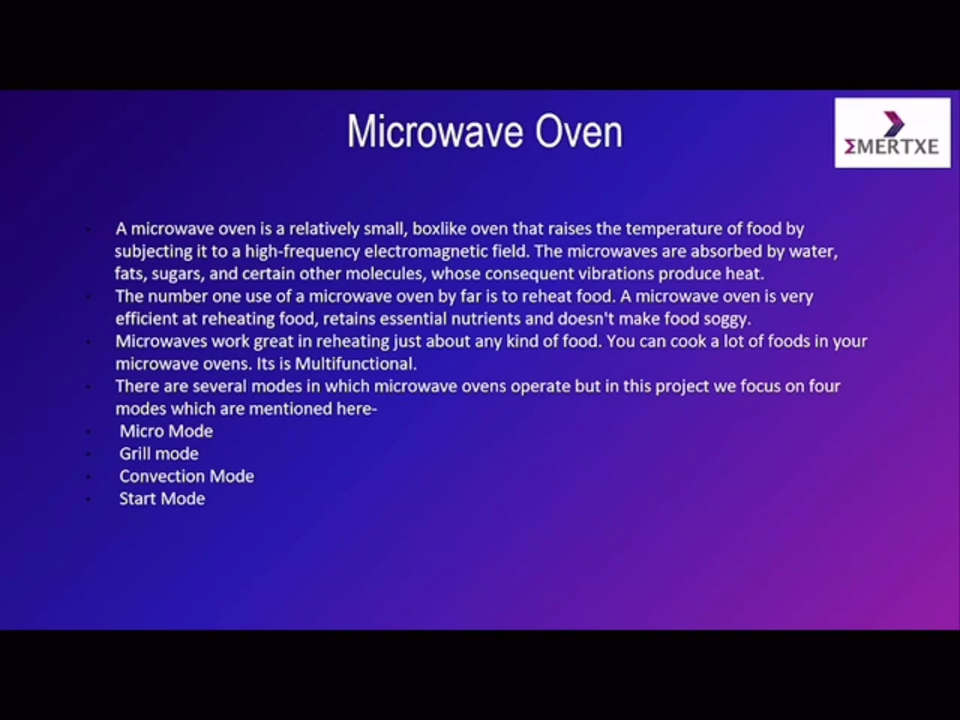 Microwave Oven
ΣMERTXE
A microwave oven is a relatively small, boxlike oven that raises the temperature of food by
subjecting it to a high-frequency electromagnetic field. The microwaves are absorbed by water,
fats, sugars, and certain other molecules, whose consequent vibrations produce heat.
The number one use of a microwave oven by far is to reheat food. A microwave oven is very
efficient at reheating food, retains essential nutrients and doesn't make food soggy.
Microwaves work great in reheating just about any kind of food. You can cook a lot of foods in your
microwave ovens. Its is Multifunctional.
There are several modes in which microwave ovens operate but in this project we focus on four
modes which are mentioned here-
Micro Mode
Grill mode
Convection Mode
Start Mode